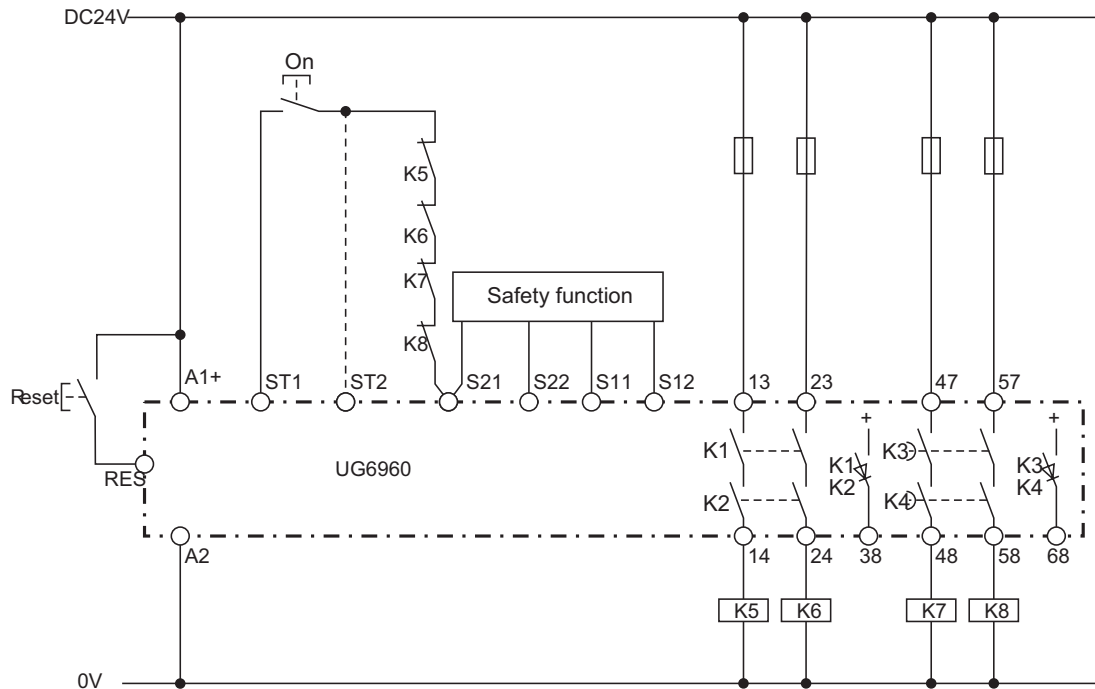 DC24V
On
K5
K6
K7
Safety function
K8
A1+ ST1 ST2 S21 S22 S11 S12 13 23 47 57
Reset
+ +
K1 K3
K1 K3
UG6960
RES
K2 K4
K2 K4
A2 14 24 38 48 58 68
K5 K6 K7 K8
0V